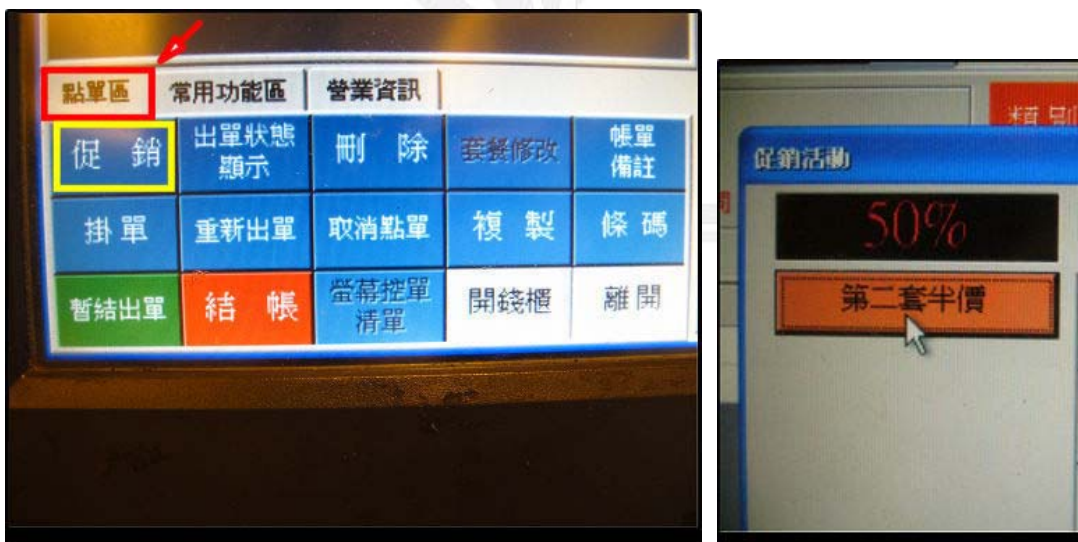 點單區 常用功能區 營業資訊
促 銷 出單狀態顯示 刪 除 套餐修改 帳單備註
掛 單 重新出單 取消點單 複 製 條 碼
暫結出單 結 帳 螢幕控單清單 開錢櫃 離 開
類別
促銷活動
50%
第二套半價